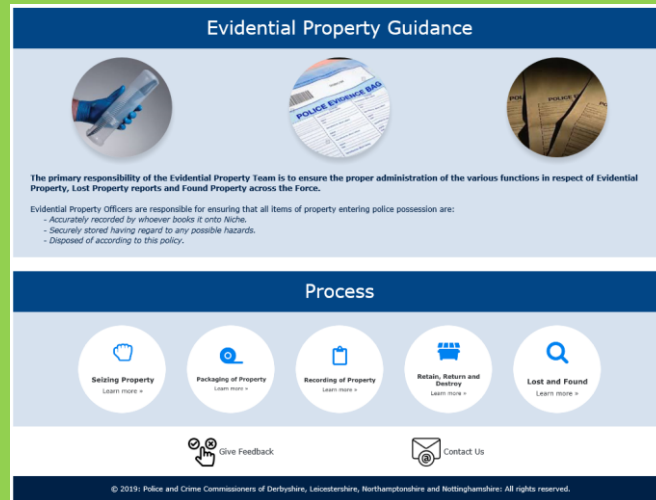 Evidential Property Guidance
POLICE EVIDENCE BAG
The primary responsibility of the Evidential Property Team is to ensure the proper administration of the various functions in respect of Evidential
Property, Lost Property reports and Found Property across the Force.
Evidential Property Officers are responsible for ensuring that all items of property entering police possession are:
- Accurately recorded by whoever books it onto Niche.
- Securely stored having regard to any possible hazards.
- Disposed of according to this policy.
Process
Seizing Property
Learn more »
Packaging of Property
Learn more »
Recording of Property
Learn more »
Retain, Return and
Destroy
Learn more »
Lost and Found
Learn more »
Give Feedback
Contact Us
© 2019: Police and Crime Commissioners of Derbyshire, Leicestershire, Northamptonshire and Nottinghamshire: All rights reserved.